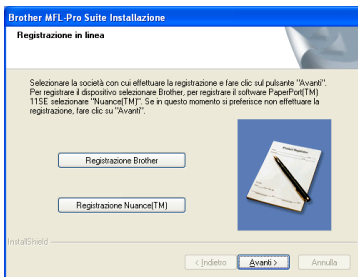 Brother MFL-Pro Suite Installazione
Registrazione in linea
Selezionare la società con cui effettuare la registrazione e fare clic sul pulsante "Avanti".
Per registrare il dispositivo selezionare Brother, per registrare il software PaperPort(TM)
11SE selezionare "Nuance(TM)". Se in questo momento si preferisce non effettuare la
registrazione, fare clic su "Avanti".
Registrazione Brother
Registrazione Nuance(TM)
Product Registration
InstallShield
< Indietro
Avanti >
Annulla